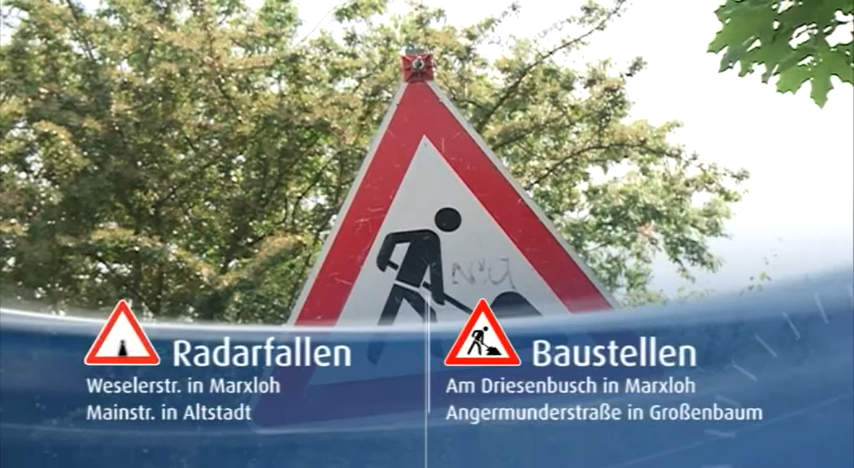 Radarfallen
Weselerstr. in Marxloh
Mainstr. in Altstadt
Baustellen
Am Driesenbusch in Marxloh
Angermunderstraße in Großenbaum